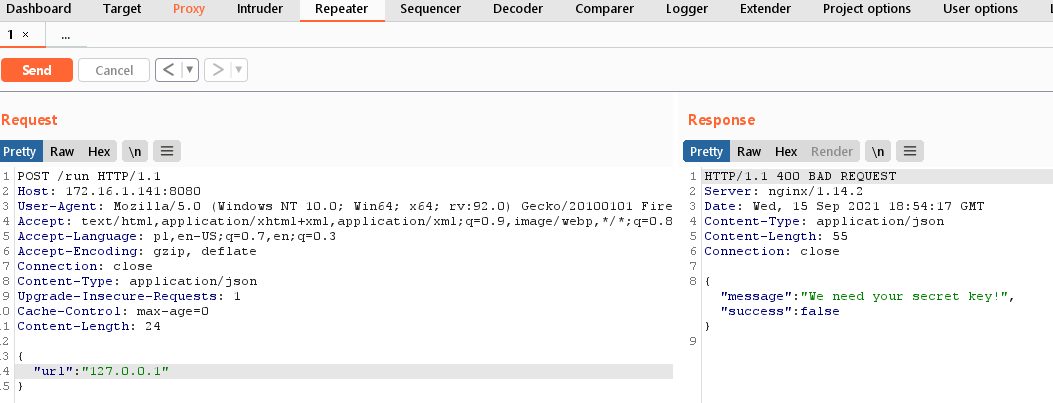 Dashboard Target Proxy Intruder Repeater Sequencer Decoder Comparer Logger Extender Project options User options
1 × ...
Send Cancel < ▼ > ▼
Request
Pretty Raw Hex \n ≡
1 POST /run HTTP/1.1
2 Host: 172.16.1.141:8080
3 User-Agent: Mozilla/5.0 (Windows NT 10.0; Win64; x64; rv:92.0) Gecko/20100101 Fire
4 Accept: text/html,application/xhtml+xml,application/xml;q=0.9,image/webp,*/*;q=0.8
5 Accept-Language: pl,en-US;q=0.7,en;q=0.3
6 Accept-Encoding: gzip, deflate
7 Connection: close
8 Content-Type: application/json
9 Upgrade-Insecure-Requests: 1
0 Cache-Control: max-age=0
1 Content-Length: 24
2
3 {
4 "url":"127.0.0.1"
5 }
Response
Pretty Raw Hex Render \n ≡
1 HTTP/1.1 400 BAD REQUEST
2 Server: nginx/1.14.2
3 Date: Wed, 15 Sep 2021 18:54:17 GMT
4 Content-Type: application/json
5 Content-Length: 55
6 Connection: close
7
8 {
"message":"We need your secret key!",
"success":false
}
9